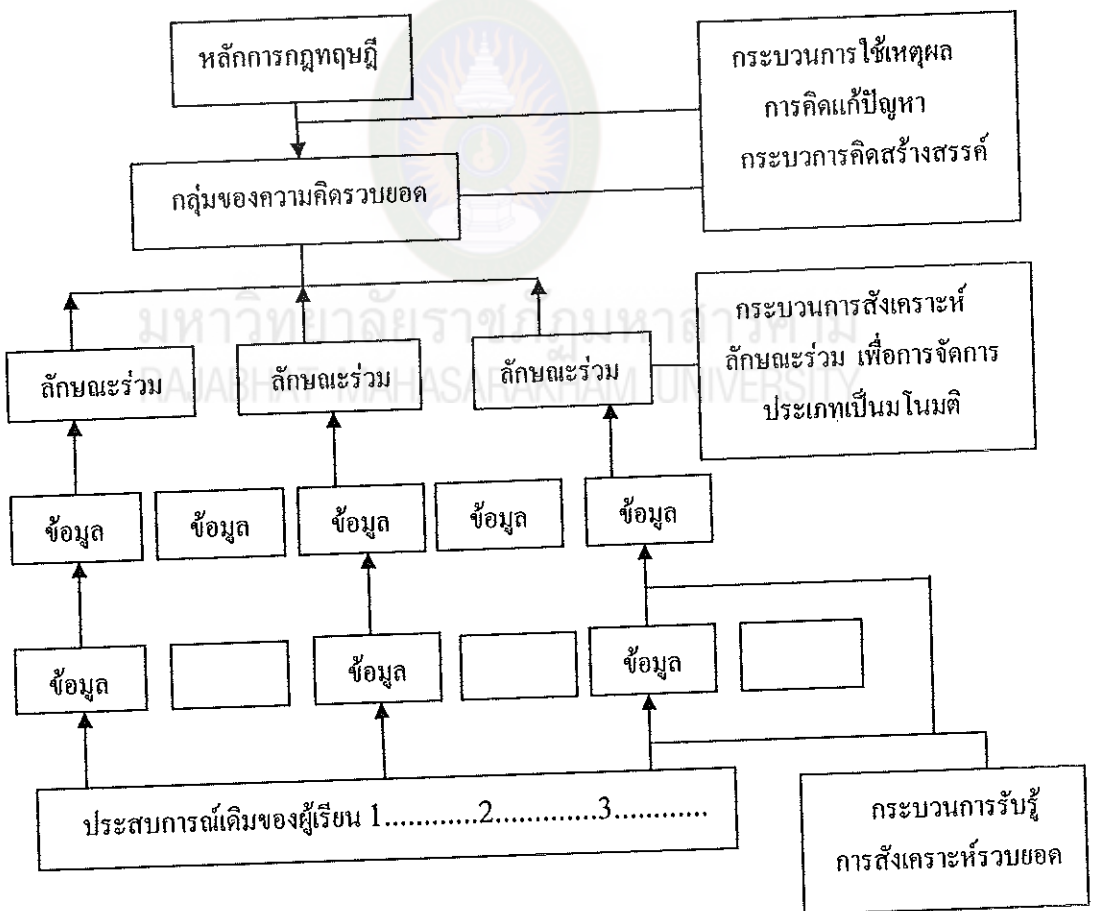 หลักการกฎทฤษฎี
กระบวนการใช้เหตุผล
การคิดแก้ปัญหา
กระบวการคิดสร้างสรรค์
กลุ่มของความคิดรวบยอด
มหาวิทยาลัยราชภัฏมหาสารคาม
RAJABHAT MAHASARAKHAM UNIVERSITY
กระบวนการสังเคราะห์
ลักษณะร่วม เพื่อการจัดการ
ประเภทเป็นมโนมติ
ลักษณะร่วม
ลักษณะร่วม
ลักษณะร่วม
ข้อมูล
ข้อมูล
ข้อมูล
ข้อมูล
ข้อมูล
ข้อมูล
ข้อมูล
ข้อมูล
ประสบการณ์เดิมของผู้เรียน 1............2.............3............
กระบวนการรับรู้
การสังเคราะห์รวบยอด